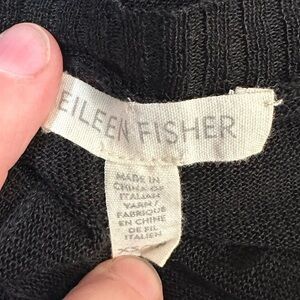 EILEEN FISHER
MADE IN
CHINA OF
ITALIAN
YARN/
FABRIQUÉ
EN CHINE
DE FIL
ITALIEN